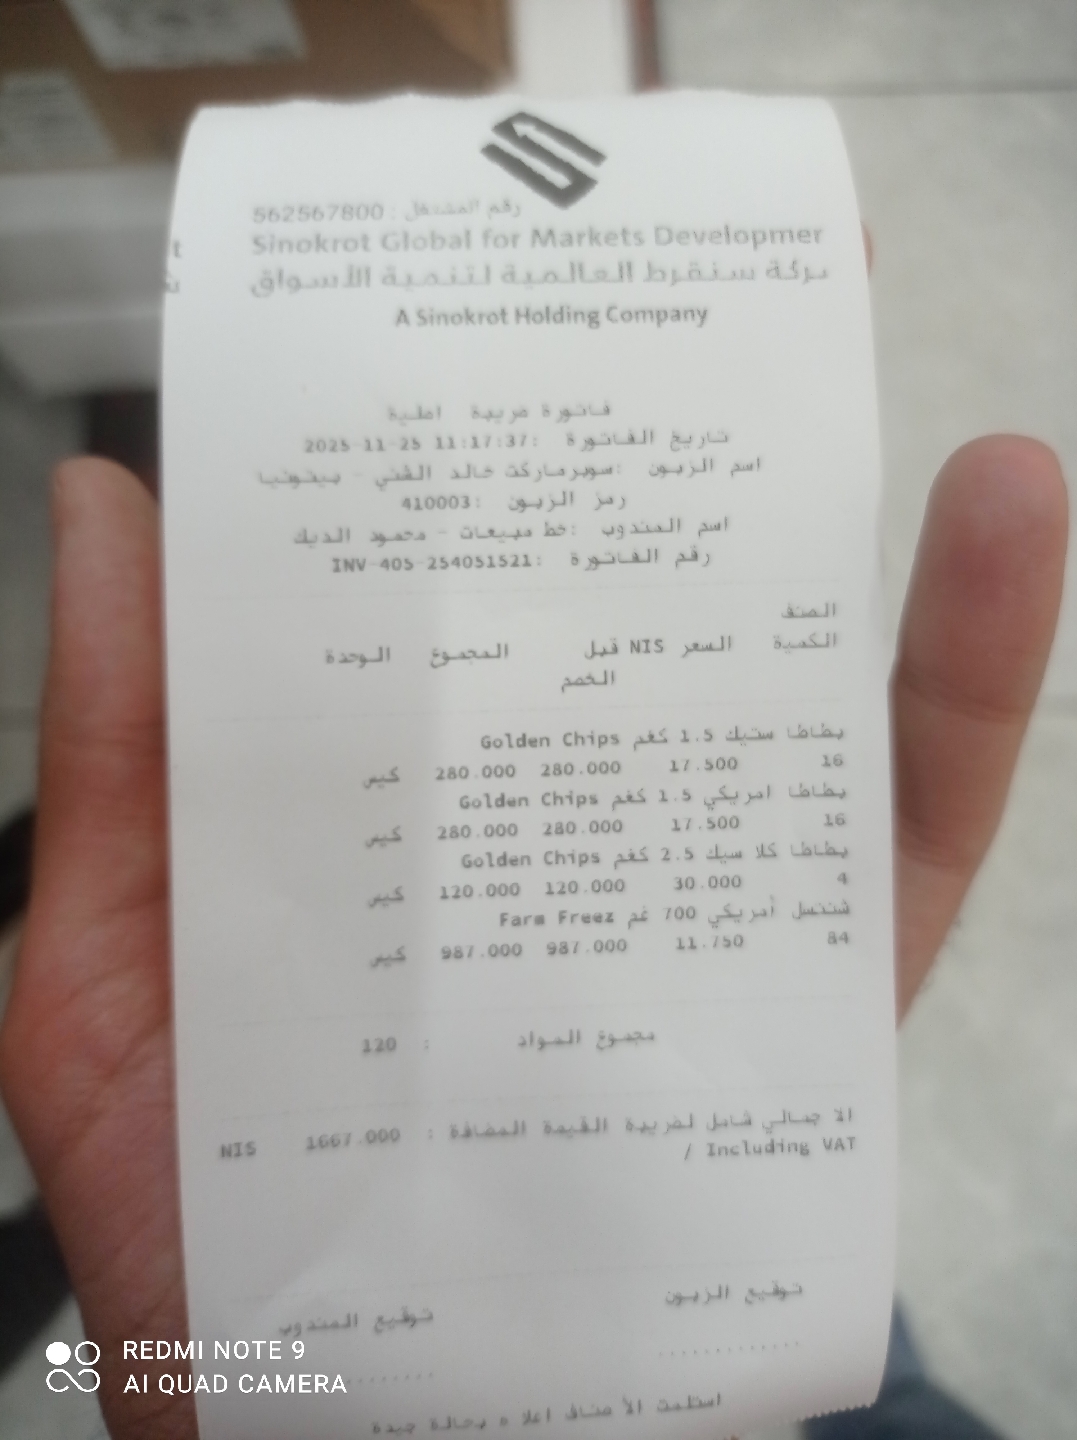 رقم المشتغل : 562567800
Sinokrot Global for Markets Developmer
شركة سنقرط العالمية لتنمية الأسواق
A Sinokrot Holding Company
فاتورة ضريبة اصلية
تاريخ الفاتورة :2025-11-25 11:17:37
اسم الزبون :سوبرماركت خالد الفني - بيتونيا
رمز الزبون :410003
اسم المندوب :خط مبيعات - محمود الديك
رقم الفاتورة :INV-405-254051521
الصنف
الكمية السعر NIS قبل المجموع الوحدة
الخصم
بطاطا ستيك 1.5 كغم Golden Chips
16 17.500 280.000 280.000 كيس
بطاطا امريكي 1.5 كغم Golden Chips
16 17.500 280.000 280.000 كيس
بطاطا كلاسيك 2.5 كغم Golden Chips
4 30.000 120.000 120.000 كيس
شنتسل أمريكي 700 غم Farm Freez
84 11.750 987.000 987.000 كيس
مجموع المواد : 120
الاجمالي شامل لضريبة القيمة المضافة : 1667.000 NIS
/ Including VAT
توقيع الزبون
توقيع المندوب
.............
استلمت الأصناف اعلاه بحالة جيدة
REDMI NOTE 9
AI QUAD CAMERA